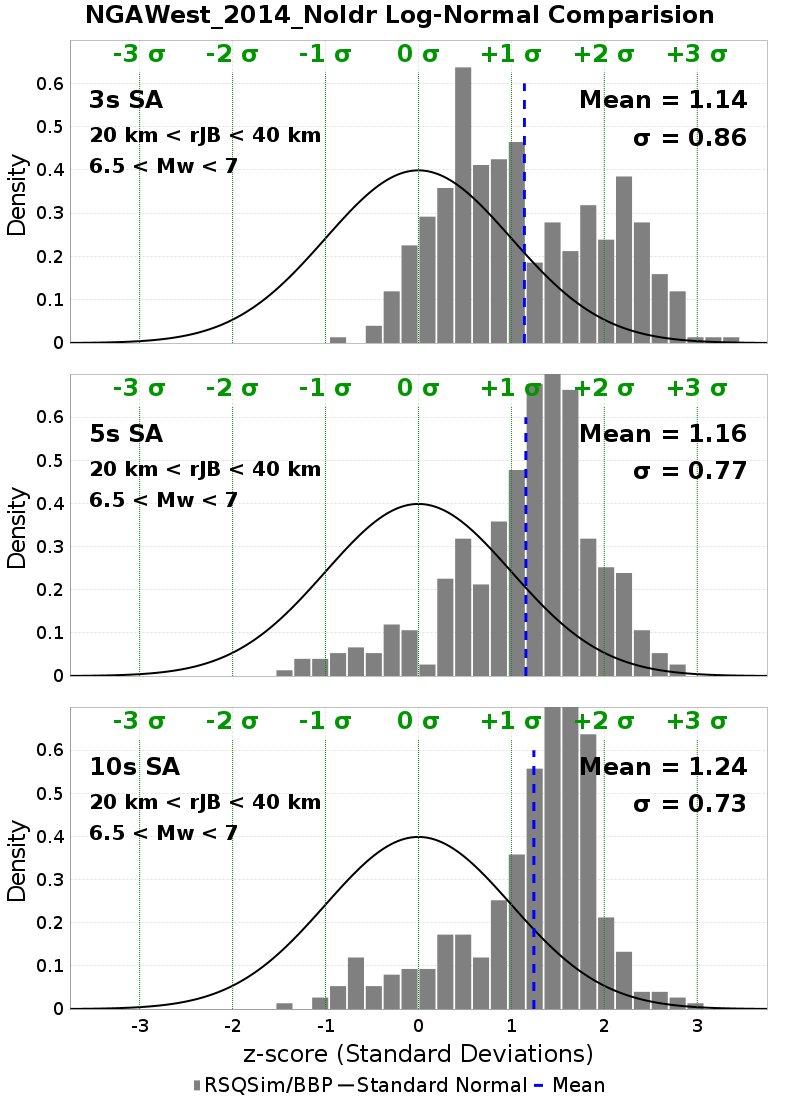 NGAWest_2014_NoIdr Log-Normal Comparision
-3 σ -2 σ -1 σ 0 σ +1 σ +2 σ +3 σ
3s SA
Mean = 1.14
20 km < rJB < 40 km
σ = 0.86
6.5 < Mw < 7
0.6
0.5
0.4
0.3
0.2
0.1
0
Density
-3 σ -2 σ -1 σ 0 σ +1 σ +2 σ +3 σ
5s SA
Mean = 1.16
20 km < rJB < 40 km
σ = 0.77
6.5 < Mw < 7
0.6
0.5
0.4
0.3
0.2
0.1
0
Density
-3 σ -2 σ -1 σ 0 σ +1 σ +2 σ +3 σ
10s SA
Mean = 1.24
20 km < rJB < 40 km
σ = 0.73
6.5 < Mw < 7
0.6
0.5
0.4
0.3
0.2
0.1
0
Density
-3 -2 -1 0 1 2 3
z-score (Standard Deviations)
RSQSim/BBP Standard Normal Mean